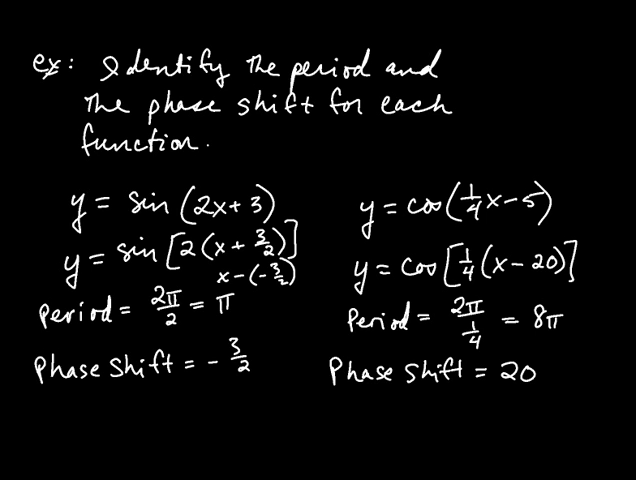 ex: Identify the period and
the phase shift for each
function.
y = sin (2x+3)
y = sin [2(x + 3/2)]
x-(-3/2)
Period = 2π/2 = π
Phase Shift = - 3/2
y = cos(1/4 x-5)
y = cos[1/4(x-20)]
Period = 2π/(1/4) = 8π
Phase Shift = 20